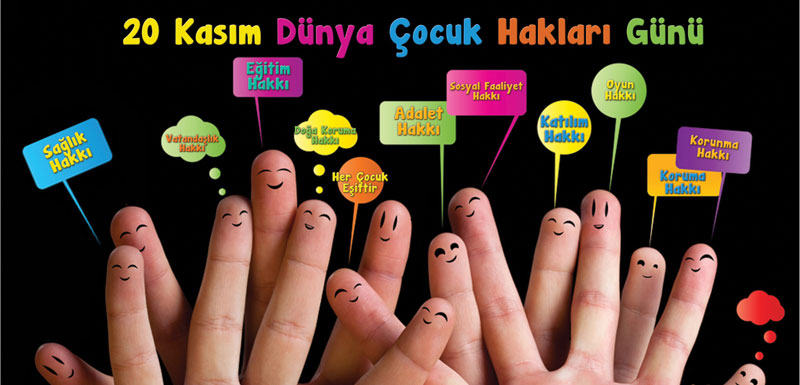 20 Kasım Dünya Çocuk Hakları Günü
Sağlık
Hakkı
Vatandaşlık
Hakkı
Eğitim
Hakkı
Doğa Koruma
Hakkı
Her Çocuk
Eşiftir
Adalet
Hakkı
Sosyal Faaliyet
Hakkı
Katılım
Hakkı
Oyun
Hakkı
Koruma
Hakkı
Korunma
Hakkı